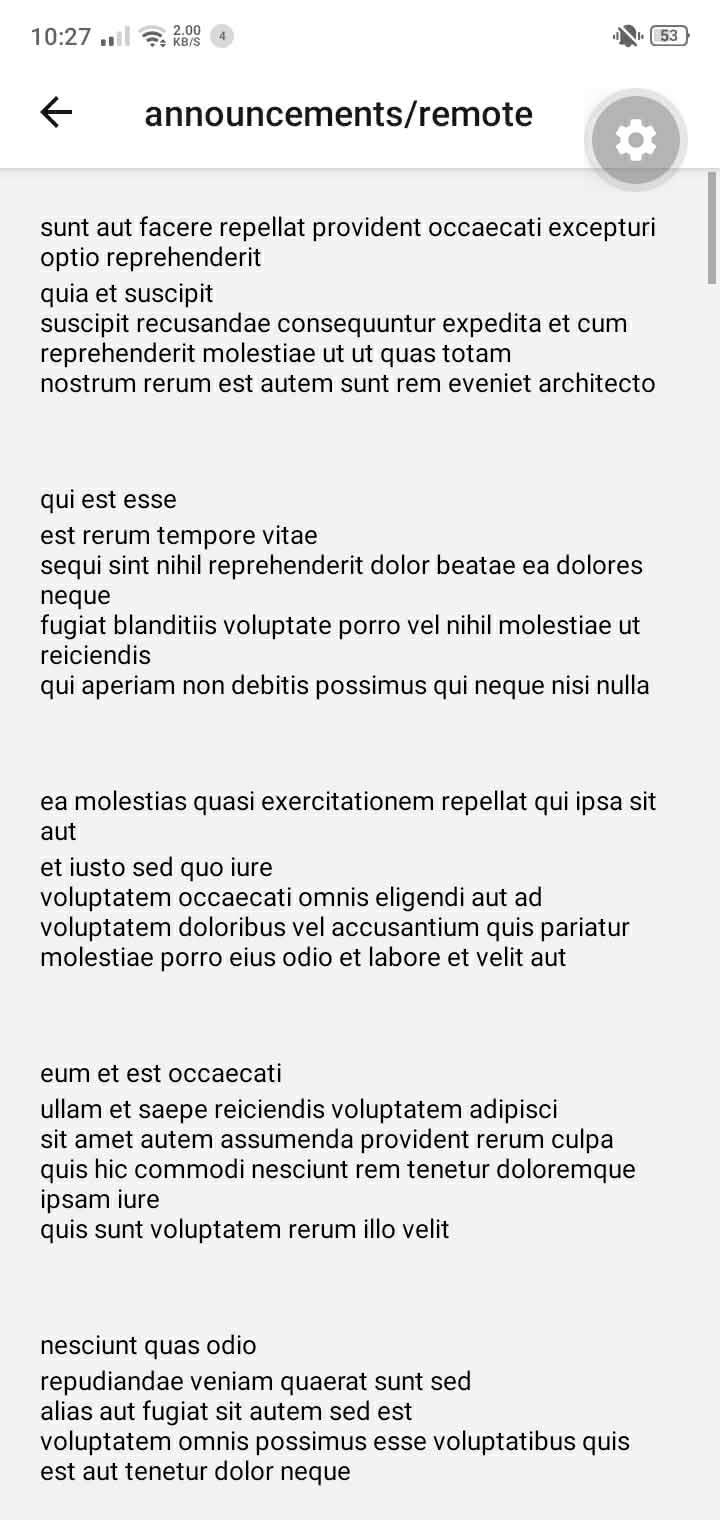 10:27 2.00 KB/S 4 53
announcements/remote
sunt aut facere repellat provident occaecati excepturi
optio reprehenderit
quia et suscipit
suscipit recusandae consequuntur expedita et cum
reprehenderit molestiae ut ut quas totam
nostrum rerum est autem sunt rem eveniet architecto
qui est esse
est rerum tempore vitae
sequi sint nihil reprehenderit dolor beatae ea dolores
neque
fugiat blanditiis voluptate porro vel nihil molestiae ut
reiciendis
qui aperiam non debitis possimus qui neque nisi nulla
ea molestias quasi exercitationem repellat qui ipsa sit
aut
et iusto sed quo iure
voluptatem occaecati omnis eligendi aut ad
voluptatem doloribus vel accusantium quis pariatur
molestiae porro eius odio et labore et velit aut
eum et est occaecati
ullam et saepe reiciendis voluptatem adipisci
sit amet autem assumenda provident rerum culpa
quis hic commodi nesciunt rem tenetur doloremque
ipsam iure
quis sunt voluptatem rerum illo velit
nesciunt quas odio
repudiandae veniam quaerat sunt sed
alias aut fugiat sit autem sed est
voluptatem omnis possimus esse voluptatibus quis
est aut tenetur dolor neque